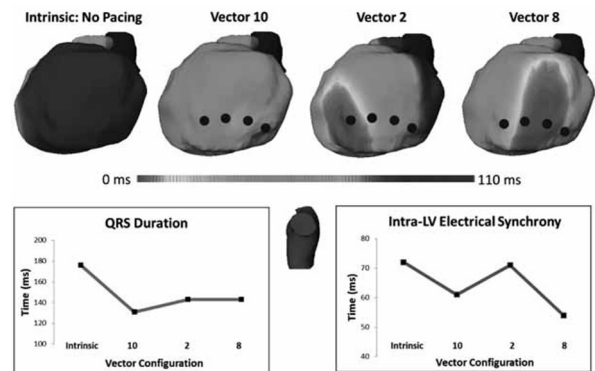 Intrinsic: No Pacing
Vector 10
Vector 2
Vector 8
0 ms
110 ms
QRS Duration
Time (ms)
200
180
160
140
120
100
Intrinsic 10 2 8
Vector Configuration
Intra-LV Electrical Synchrony
Time (ms)
80
70
60
50
40
Intrinsic 10 2 8
Vector Configuration